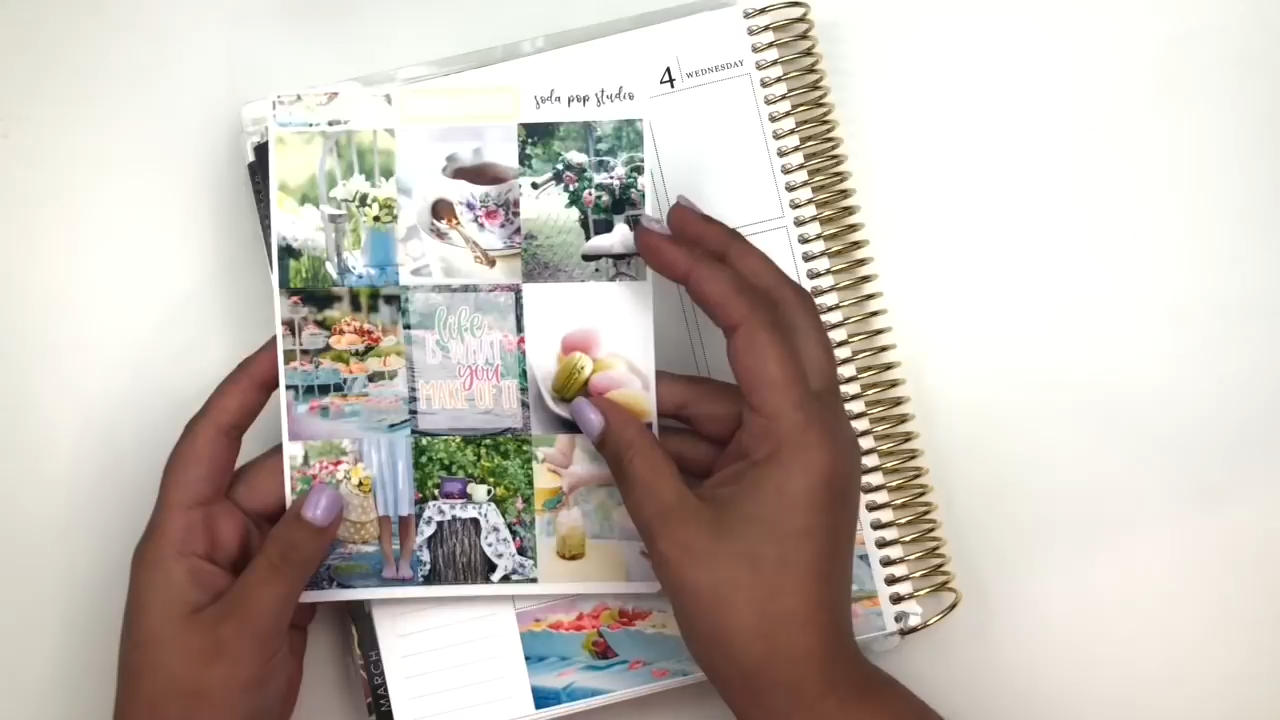 soda pop studio
4 WEDNESDAY
life
IS WHAT
you
MAKE OF IT
MARCH